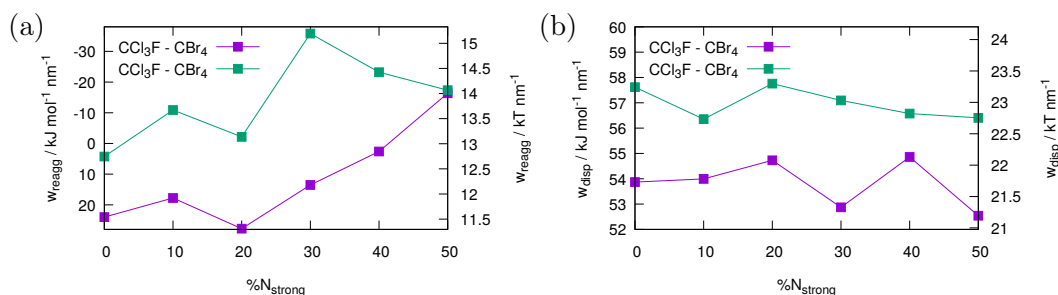 (a)
CCl₃F - CBr₄
CCl₃F - CBr₄
-30
-20
-10
0
10
20
w_reagg / kJ mol⁻¹ nm⁻¹
15
14.5
14
13.5
13
12.5
12
11.5
w_reagg / kT nm⁻¹
0 10 20 30 40 50
%N_strong
(b)
CCl₃F - CBr₄
CCl₃F - CBr₄
60
59
58
57
56
55
54
53
52
w_disp / kJ mol⁻¹ nm⁻¹
24
23.5
23
22.5
22
21.5
21
w_disp / kT nm⁻¹
0 10 20 30 40 50
%N_strong